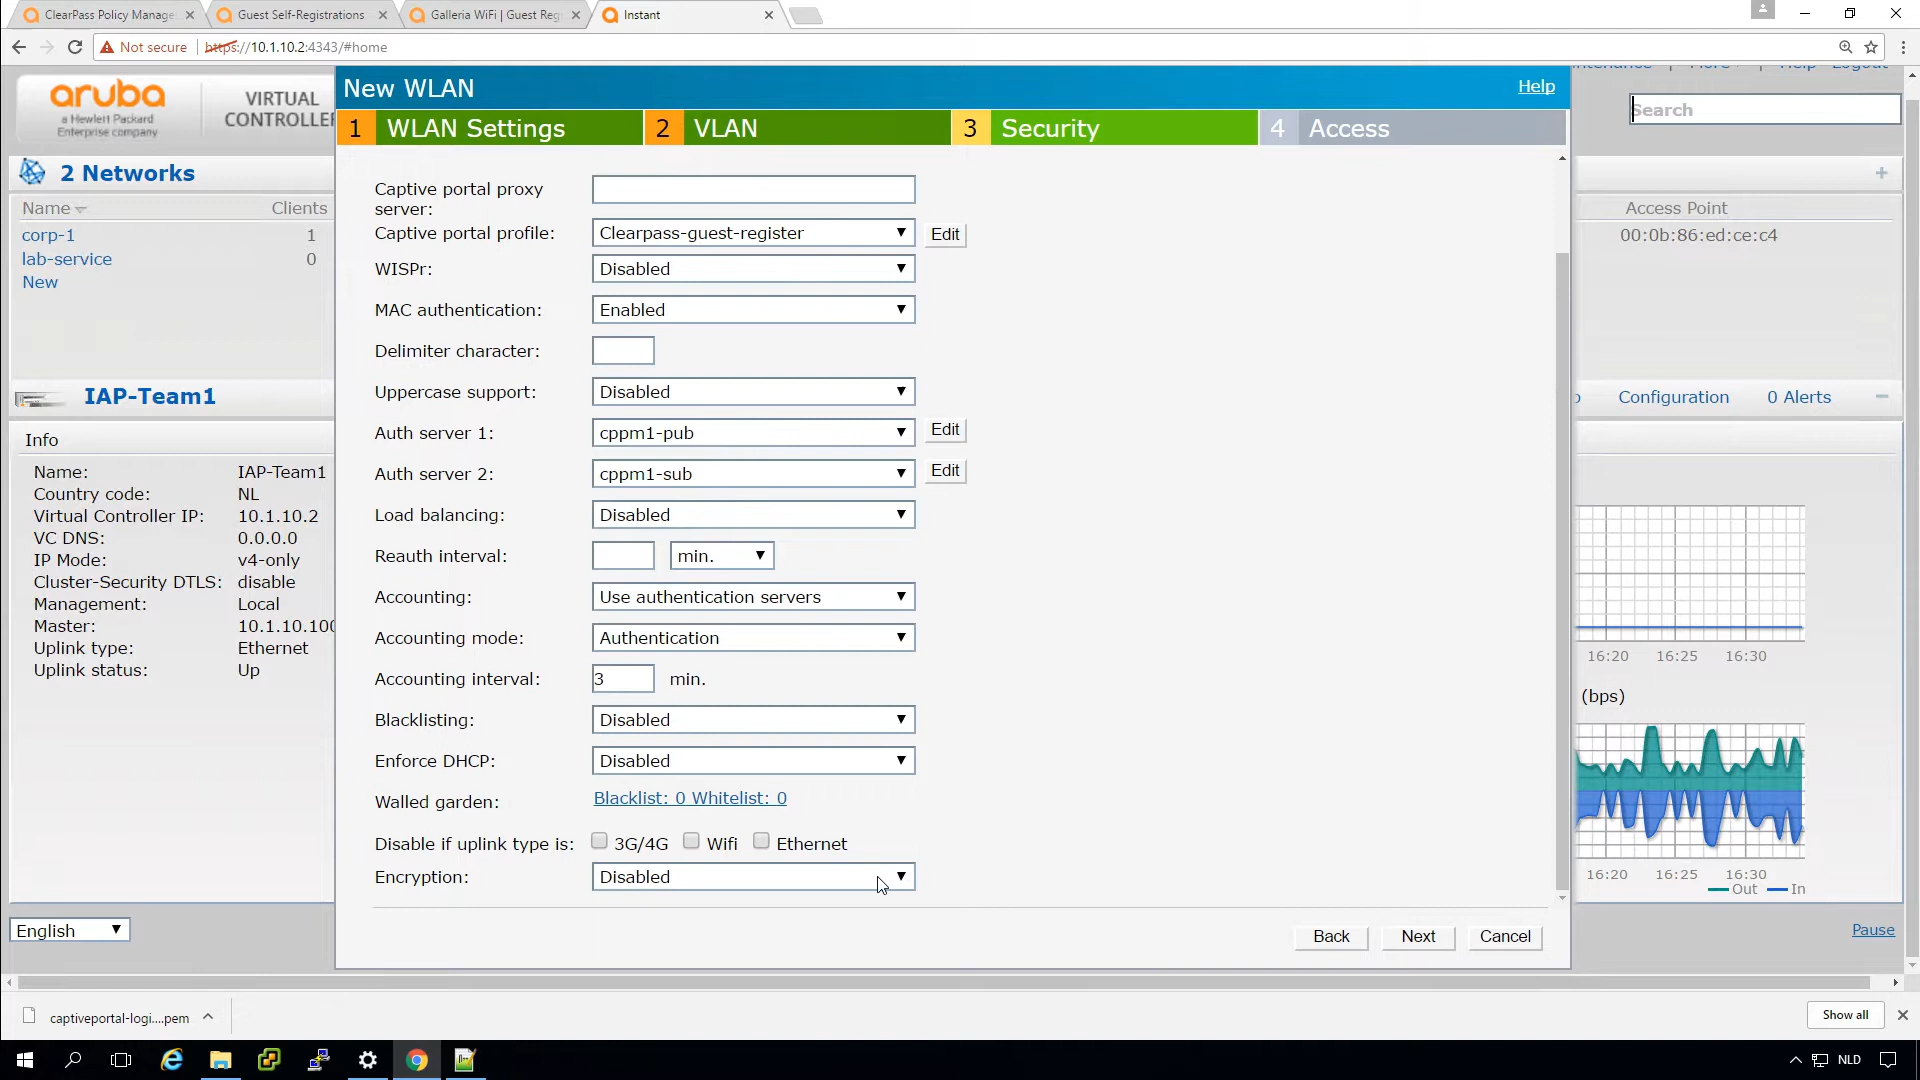 ClearPass Policy Manage
Guest Self-Registrations
Galleria WiFi | Guest Reg
Instant
Not secure
https://10.1.10.2:4343/#home
aruba
a Hewlett Packard
Enterprise company
VIRTUAL
CONTROLLER
New WLAN
Help
Help
Logout
Search
1 WLAN Settings
2 VLAN
3 Security
4 Access
2 Networks
Name
Clients
corp-1
1
lab-service
0
New
Access Point
00:0b:86:ed:ce:c4
Captive portal proxy
server:
Captive portal profile:
Clearpass-guest-register
Edit
WISPr:
Disabled
MAC authentication:
Enabled
Delimiter character:
Uppercase support:
Disabled
Auth server 1:
cppm1-pub
Edit
Auth server 2:
cppm1-sub
Edit
Load balancing:
Disabled
Reauth interval:
min.
Accounting:
Use authentication servers
Accounting mode:
Authentication
Accounting interval:
3
min.
Blacklisting:
Disabled
Enforce DHCP:
Disabled
Walled garden:
Blacklist: 0 Whitelist: 0
Disable if uplink type is:
3G/4G
Wifi
Ethernet
Encryption:
Disabled
Back
Next
Cancel
IAP-Team1
Configuration
0 Alerts
Info
Name: IAP-Team1
Country code: NL
Virtual Controller IP: 10.1.10.2
VC DNS: 0.0.0.0
IP Mode: v4-only
Cluster-Security DTLS: disable
Management: Local
Master: 10.1.10.100
Uplink type: Ethernet
Uplink status: Up
16:20 16:25 16:30
(bps)
16:20 16:25 16:30
Out In
English
Pause
captiveportal-logi....pem
Show all
NLD